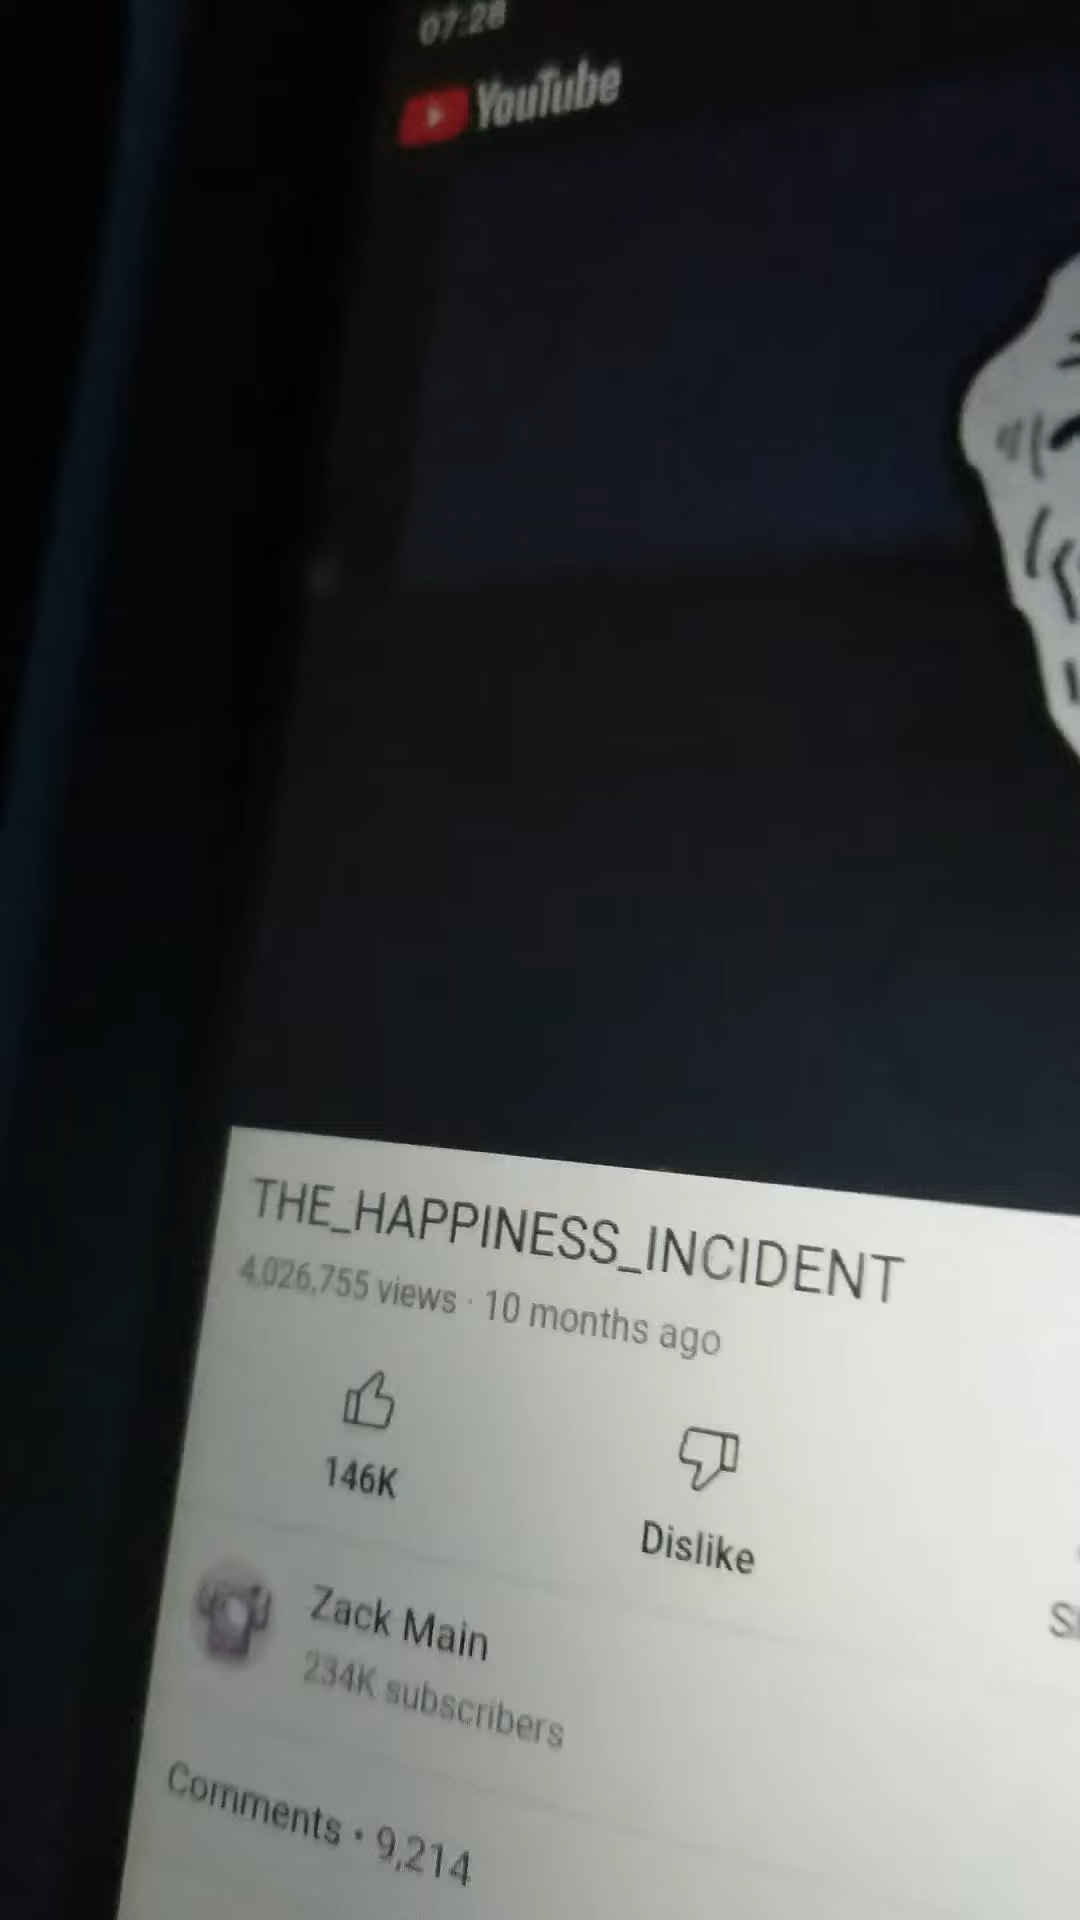 07:28
YouTube
THE_HAPPINESS_INCIDENT
4,026,755 views · 10 months ago
146K
Dislike
Zack Main
234K subscribers
Comments • 9,214